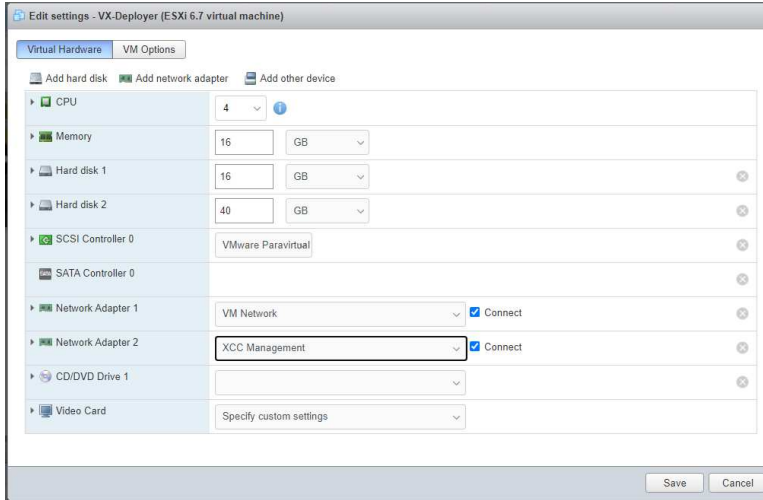 Edit settings - VX-Deployer (ESXi 6.7 virtual machine)
Virtual Hardware VM Options
Add hard disk Add network adapter Add other device
CPU 4
Memory 16 GB
Hard disk 1 16 GB
Hard disk 2 40 GB
SCSI Controller 0 VMware Paravirtual
SATA Controller 0
Network Adapter 1 VM Network Connect
Network Adapter 2 XCC Management Connect
CD/DVD Drive 1
Video Card Specify custom settings
Save Cancel